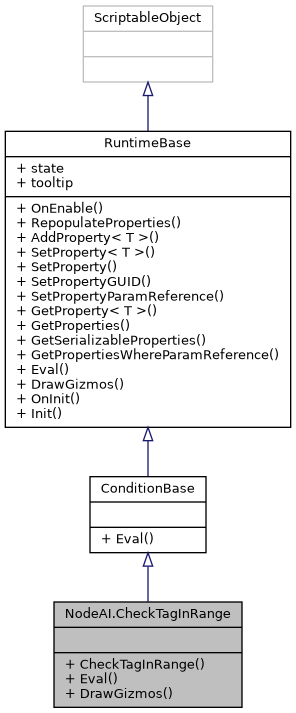 ScriptableObject
RuntimeBase
+ state
+ tooltip
+ OnEnable()
+ RepopulateProperties()
+ AddProperty< T >()
+ SetProperty< T >()
+ SetProperty()
+ SetPropertyGUID()
+ SetPropertyParamReference()
+ GetProperty< T >()
+ GetProperties()
+ GetSerializableProperties()
+ GetPropertiesWhereParamReference()
+ Eval()
+ DrawGizmos()
+ OnInit()
+ Init()
ConditionBase
+ Eval()
NodeAI.CheckTagInRange
+ CheckTagInRange()
+ Eval()
+ DrawGizmos()